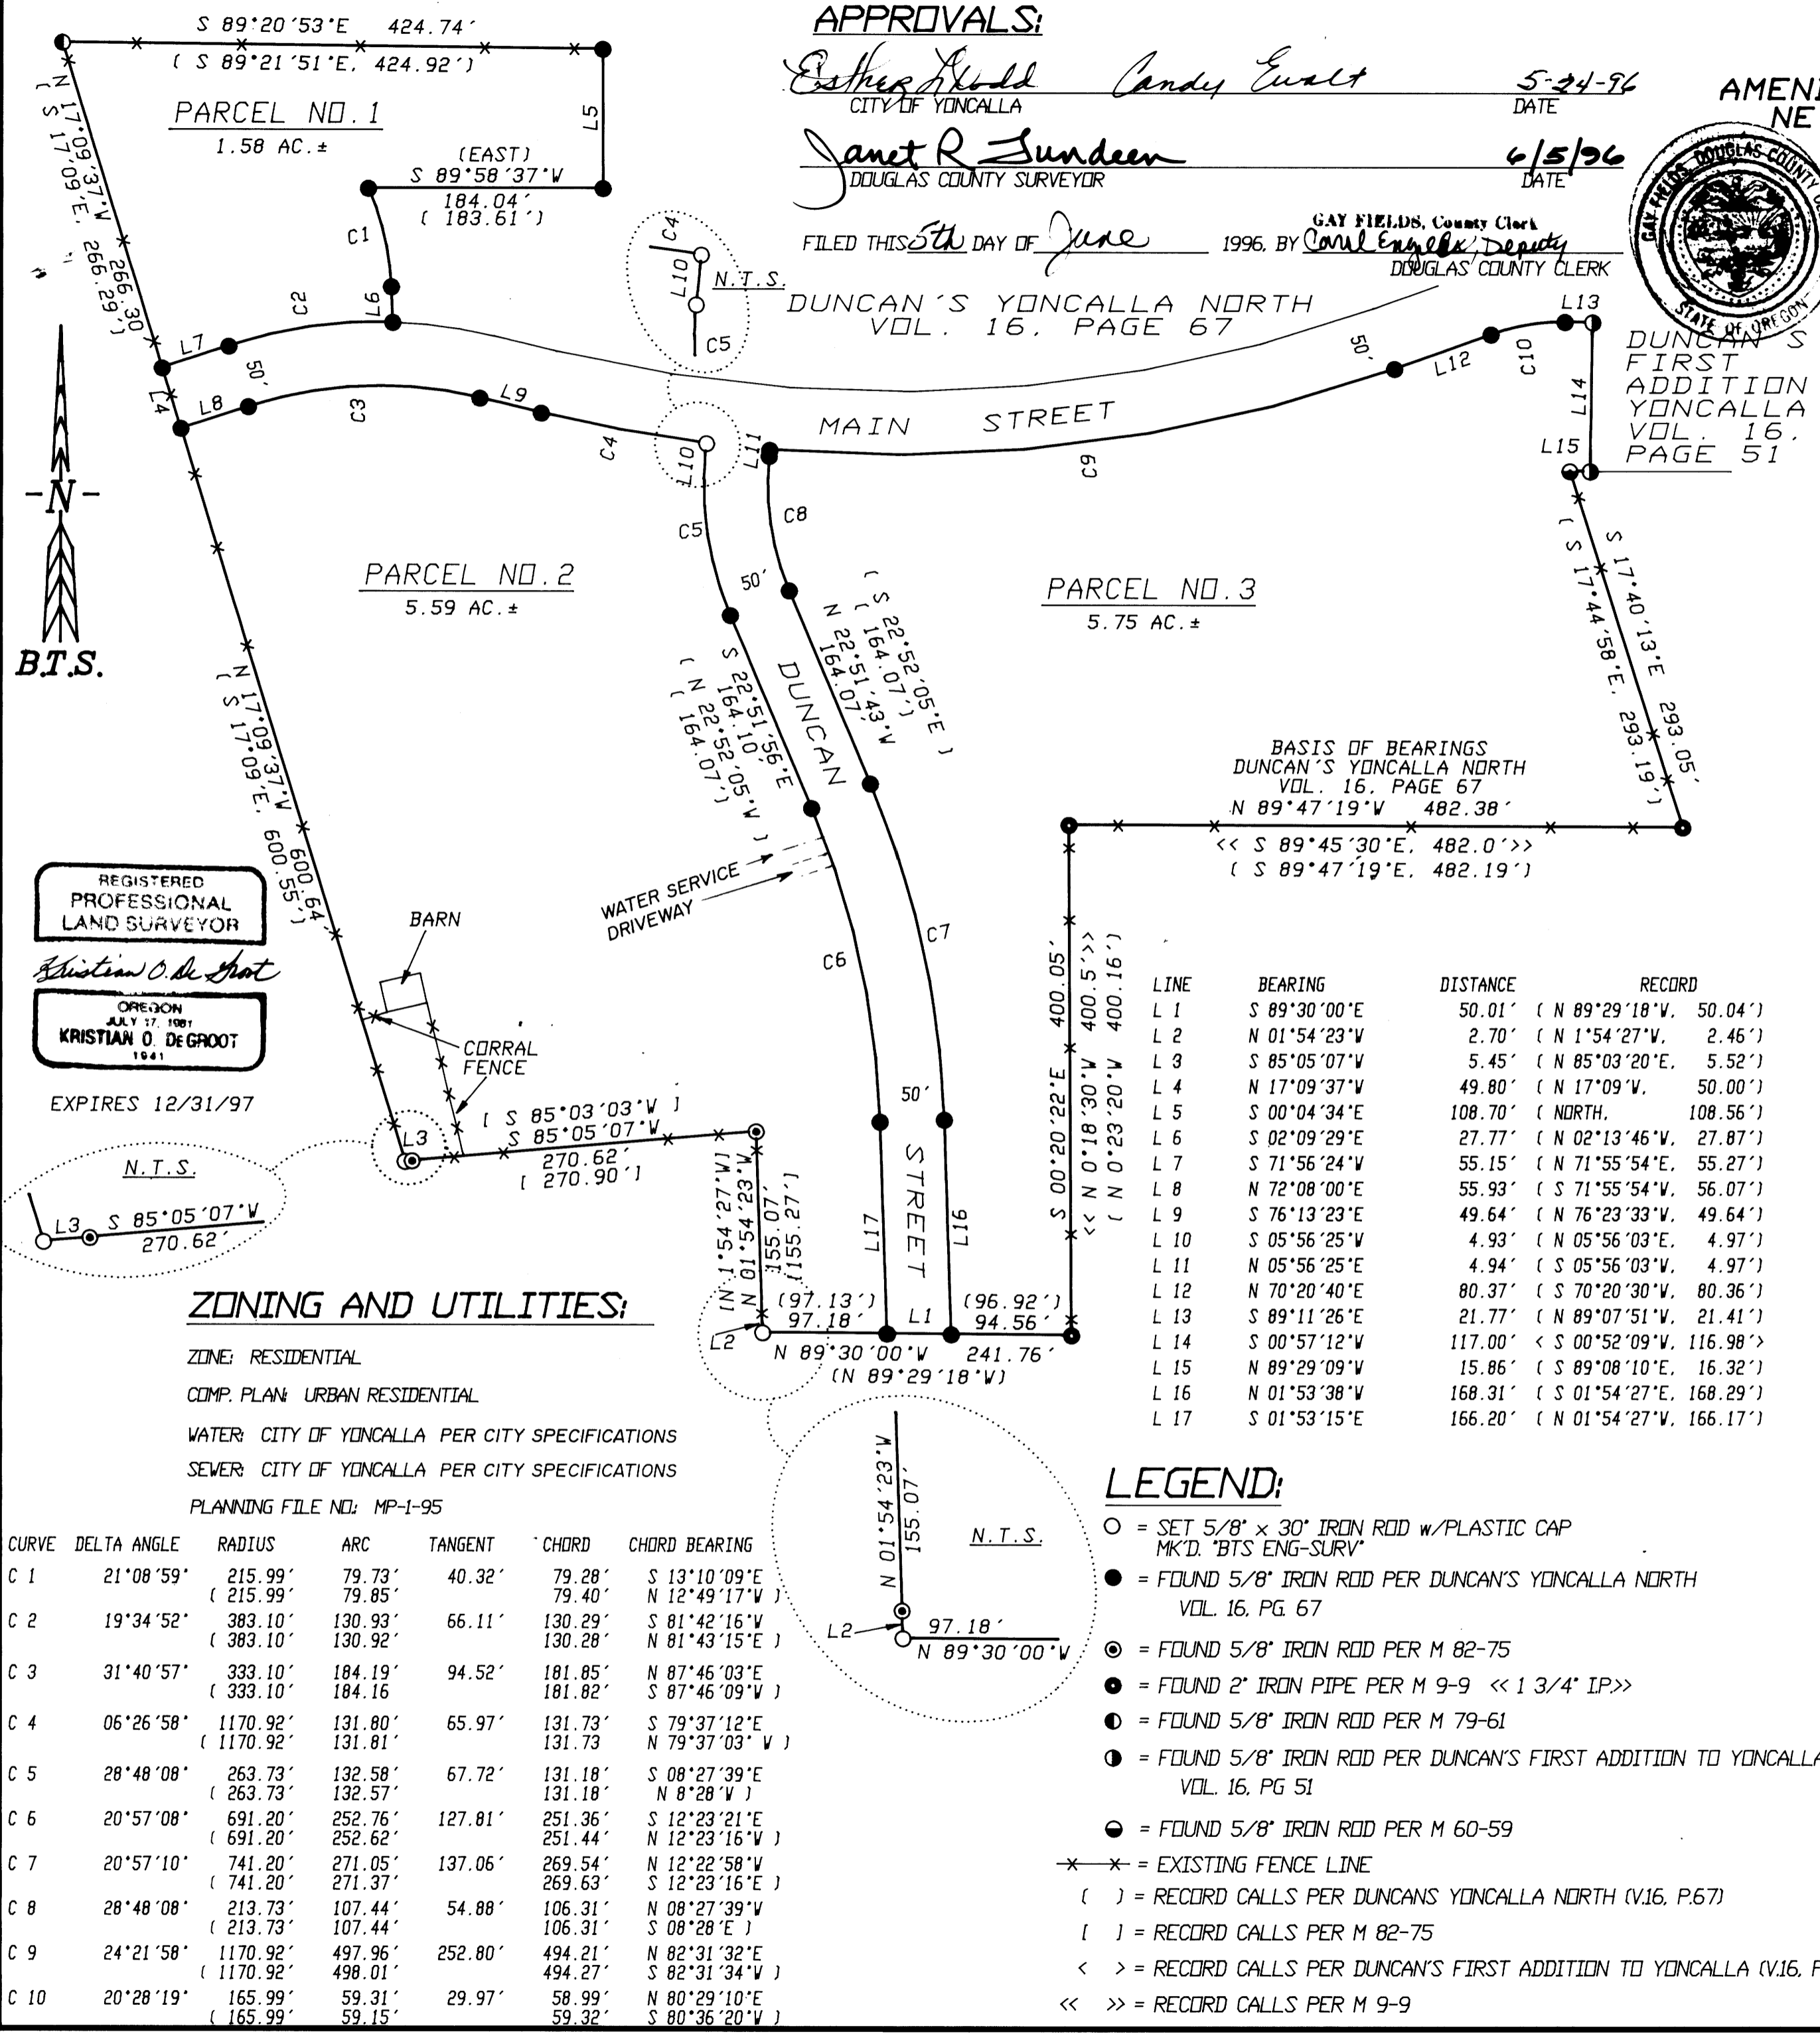 S 89°20'53"E 424.74'
( S 89°21'51"E, 424.92')
PARCEL NO. 1
1.58 AC.±
(EAST)
S 89°58'37"W
184.04'
( 183.61')
L5
N 17°09'37"W 266.30
( S 17°09'E, 266.29')
C1
C2
L6
L7
50'
L4
L8
C3
L9
C4
L10
L11
C4
L10
N.T.S.
C5
APPROVALS:
Candy Ewalt 5-24-96
CITY OF YONCALLA DATE
Janet R 6/5/96
DOUGLAS COUNTY SURVEYOR DATE
GAY FIELDS, County Clerk
FILED THIS 5th DAY OF June 1996, BY Deputy
DOUGLAS COUNTY CLERK
AMEN
NE
GAY FIELDS, DOUGLAS COUNTY
STATE OF OREGON
DUNCAN'S YONCALLA NORTH
VOL. 16, PAGE 67
50'
L12
C10
L13
L14
L15
DUNCAN'S
FIRST
ADDITION
YONCALLA
VOL. 16,
PAGE 51
MAIN STREET
C9
-N-
B.T.S.
PARCEL NO. 2
5.59 AC.±
C5
C8
50'
PARCEL NO. 3
5.75 AC.±
S 17°40'13"E 293.05'
( S 17°44'58"E, 293.19')
( S 22°52'05"E )
( 164.07')
N 22°51'43"W
164.07'
DUNCAN
S 22°51'56"E
164.10'
( N 22°52'05"W )
( 164.07')
N 17°09'37"W 600.64
( S 17°09'E, 600.55')
BASIS OF BEARINGS
DUNCAN'S YONCALLA NORTH
VOL. 16, PAGE 67
N 89°47'19"W 482.38'
<< S 89°45'30"E, 482.0'>>
( S 89°47'19"E, 482.19')
REGISTERED
PROFESSIONAL
LAND SURVEYOR
Kristian O. De Groot
OREGON
JULY 17, 1981
KRISTIAN O. DeGROOT
1941
EXPIRES 12/31/97
BARN
CORRAL
FENCE
WATER SERVICE
DRIVEWAY
C6
C7
S 00°20'22"E 400.05'
<< N 0°18'30"W 400.5'>>
( N 0°23'20"W 400.16')
L3
[ S 85°03'03"W ]
S 85°05'07"W
270.62'
[ 270.90']
N.T.S.
L3 S 85°05'07"W
270.62'
50'
STREET
L17
L16
[N 1°54'27"W]
N 01°54'23"W
155.07'
(155.27')
(97.13')
97.18'
L1
(96.92')
94.56'
L2
N 89°30'00"W 241.76'
(N 89°29'18"W)
LINE BEARING DISTANCE RECORD
L 1 S 89°30'00"E 50.01' ( N 89°29'18"W, 50.04')
L 2 N 01°54'23"W 2.70' ( N 1°54'27"W, 2.46')
L 3 S 85°05'07"W 5.45' ( N 85°03'20"E, 5.52')
L 4 N 17°09'37"W 49.80' ( N 17°09'W, 50.00')
L 5 S 00°04'34"E 108.70' ( NORTH, 108.56')
L 6 S 02°09'29"E 27.77' ( N 02°13'46"W, 27.87')
L 7 S 71°56'24"W 55.15' ( N 71°55'54"E, 55.27')
L 8 N 72°08'00"E 55.93' ( S 71°55'54"W, 56.07')
L 9 S 76°13'23"E 49.64' ( N 76°23'33"W, 49.64')
L 10 S 05°56'25"W 4.93' ( N 05°56'03"E, 4.97')
L 11 N 05°56'25"E 4.94' ( S 05°56'03"W, 4.97')
L 12 N 70°20'40"E 80.37' ( S 70°20'30"W, 80.36')
L 13 S 89°11'26"E 21.77' ( N 89°07'51"W, 21.41')
L 14 S 00°57'12"W 117.00' < S 00°52'09"W, 116.98'>
L 15 N 89°29'09"W 15.86' ( S 89°08'10"E, 16.32')
L 16 N 01°53'38"W 168.31' ( S 01°54'27"E, 168.29')
L 17 S 01°53'15"E 166.20' ( N 01°54'27"W, 166.17')
ZONING AND UTILITIES:
ZONE: RESIDENTIAL
COMP. PLAN: URBAN RESIDENTIAL
WATER: CITY OF YONCALLA PER CITY SPECIFICATIONS
SEWER: CITY OF YONCALLA PER CITY SPECIFICATIONS
PLANNING FILE NO.: MP-1-95
N 01°54'23"W
155.07'
N.T.S.
L2
97.18'
N 89°30'00"W
CURVE DELTA ANGLE RADIUS ARC TANGENT CHORD CHORD BEARING
C 1 21°08'59" 215.99' 79.73' 40.32' 79.28' S 13°10'09"E
( 215.99' 79.85' 79.40' N 12°49'17"W )
C 2 19°34'52" 383.10' 130.93' 66.11' 130.29' S 81°42'16"W
( 383.10' 130.92' 130.28' N 81°43'15"E )
C 3 31°40'57" 333.10' 184.19' 94.52' 181.85' N 87°46'03"E
( 333.10' 184.16 181.82' S 87°46'09"W )
C 4 06°26'58" 1170.92' 131.80' 65.97' 131.73' S 79°37'12"E
( 1170.92' 131.81' 131.73 N 79°37'03" W )
C 5 28°48'08" 263.73' 132.58' 67.72' 131.18' S 08°27'39"E
( 263.73' 132.57' 131.18' N 8°28'W )
C 6 20°57'08" 691.20' 252.76' 127.81' 251.36' S 12°23'21"E
( 691.20' 252.62' 251.44' N 12°23'16"W )
C 7 20°57'10" 741.20' 271.05' 137.06' 269.54' N 12°22'58"W
( 741.20' 271.37' 269.63' S 12°23'16"E )
C 8 28°48'08" 213.73' 107.44' 54.88' 106.31' N 08°27'39"W
( 213.73' 107.44' 106.31' S 08°28'E )
C 9 24°21'58" 1170.92' 497.96' 252.80' 494.21' N 82°31'32"E
( 1170.92' 498.01' 494.27' S 82°31'34"W )
C 10 20°28'19" 165.99' 59.31' 29.97' 58.99' N 80°29'10"E
( 165.99' 59.15' 59.32' S 80°36'20"W )
LEGEND:
= SET 5/8" x 30" IRON ROD w/PLASTIC CAP
MK'D. "BTS ENG-SURV"
= FOUND 5/8" IRON ROD PER DUNCAN'S YONCALLA NORTH
VOL. 16, PG. 67
= FOUND 5/8" IRON ROD PER M 82-75
= FOUND 2" IRON PIPE PER M 9-9 << 1 3/4" I.P.>>
= FOUND 5/8" IRON ROD PER M 79-61
= FOUND 5/8" IRON ROD PER DUNCAN'S FIRST ADDITION TO YONCALLA
VOL. 16, PG 51
= FOUND 5/8" IRON ROD PER M 60-59
= EXISTING FENCE LINE
( ) = RECORD CALLS PER DUNCANS YONCALLA NORTH (V.16, P.67)
[ ] = RECORD CALLS PER M 82-75
< > = RECORD CALLS PER DUNCAN'S FIRST ADDITION TO YONCALLA (V.16, P
<< >> = RECORD CALLS PER M 9-9